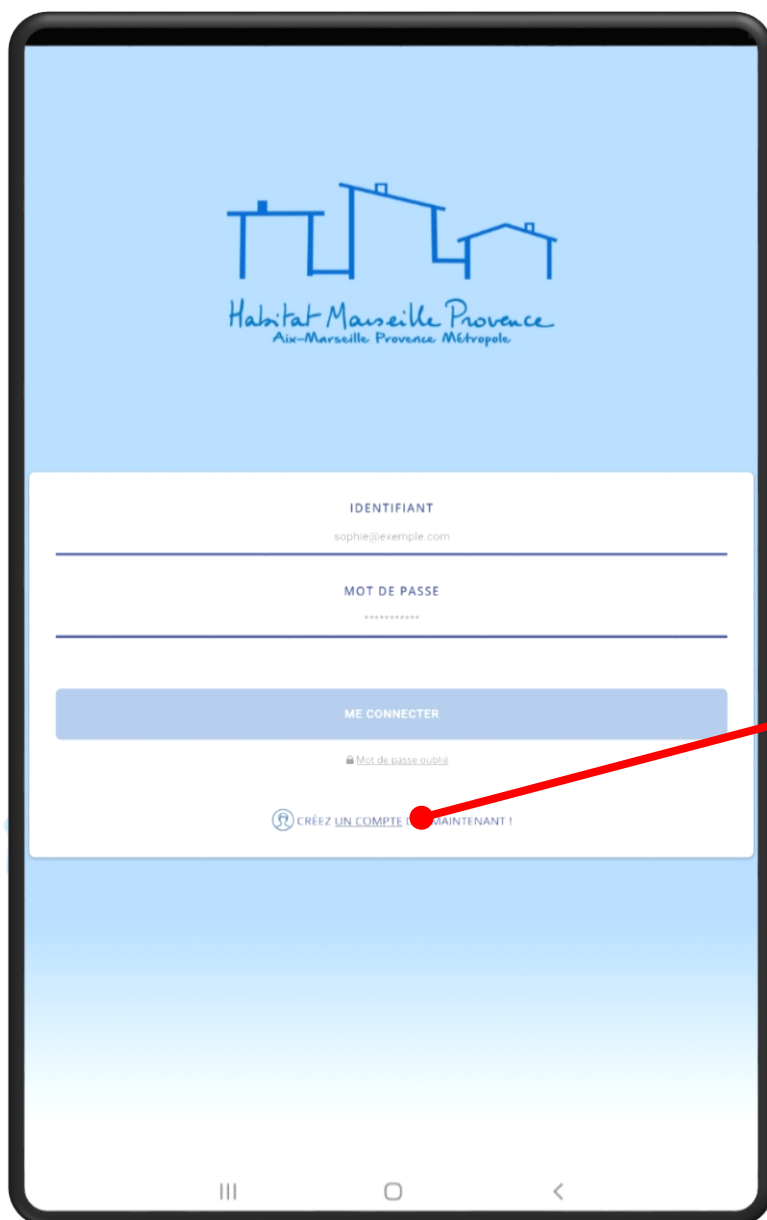 Habitat Marseille Provence
Aix-Marseille Provence Métropole
IDENTIFIANT
sophie@exemple.com
MOT DE PASSE
***********
ME CONNECTER
Mot de passe oublié
CRÉEZ UN COMPTE MAINTENANT !